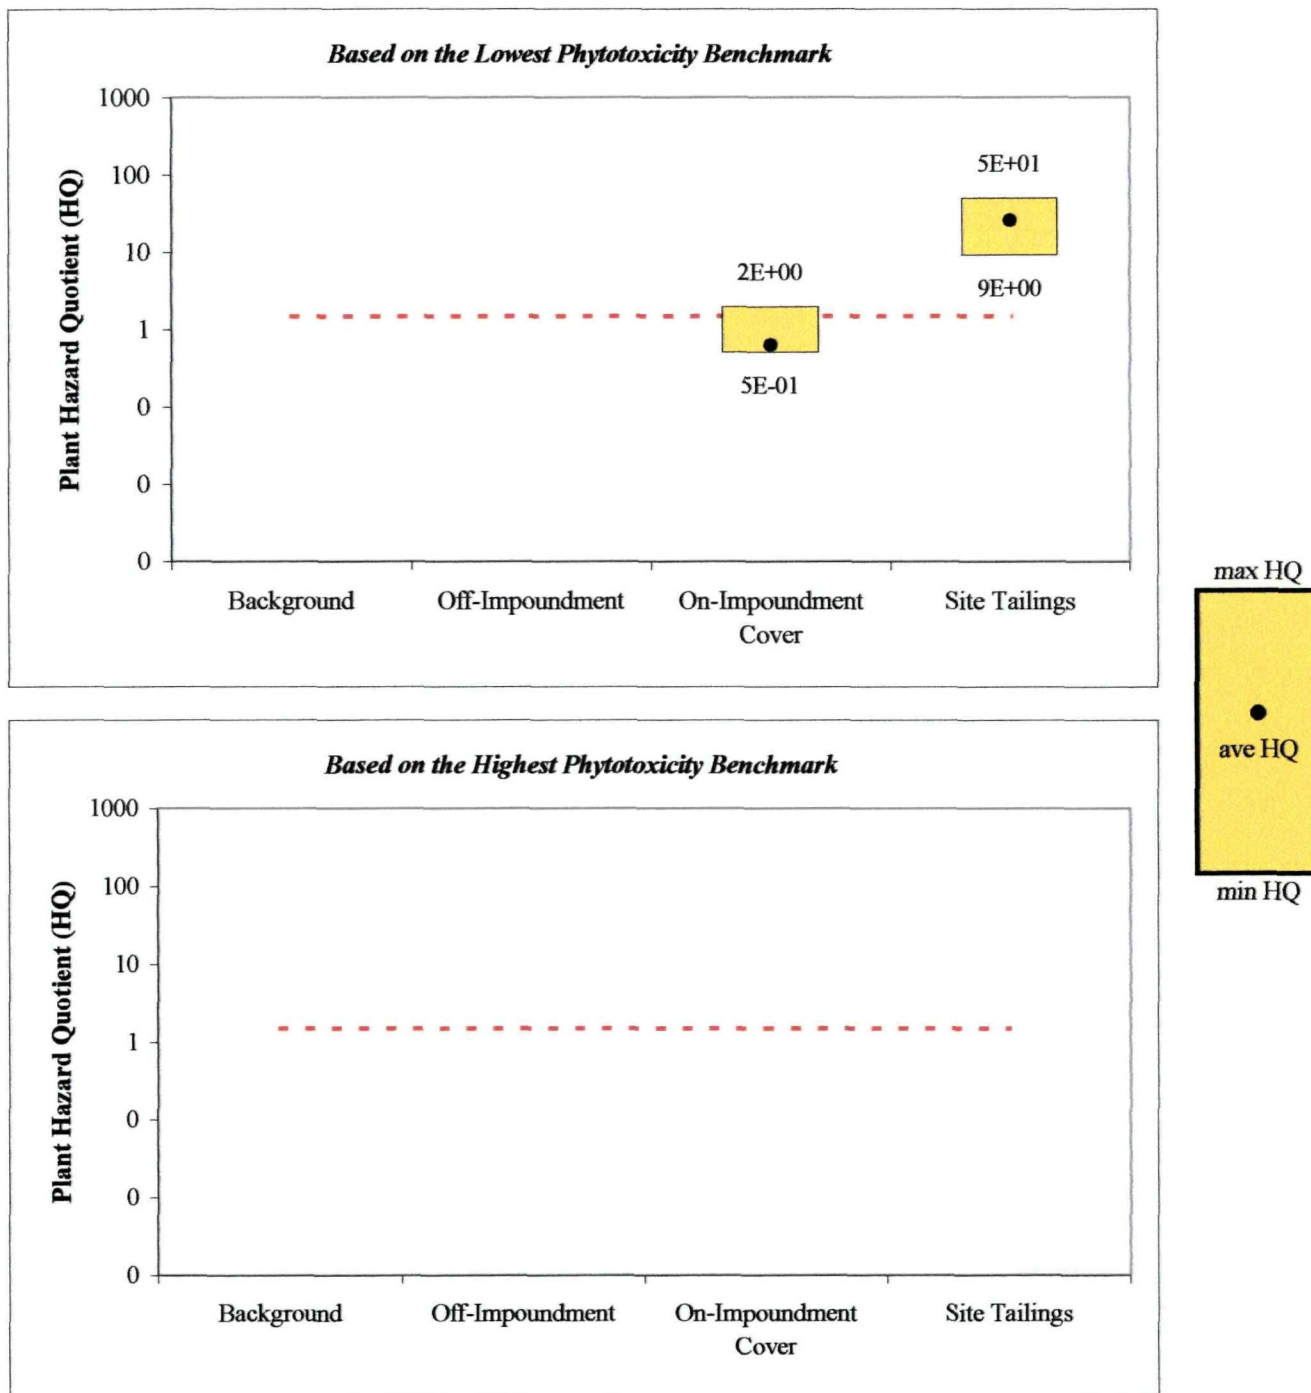 Based on the Lowest Phytotoxicity Benchmark
Plant Hazard Quotient (HQ)
1000
100
10
1
0
0
0
5E+01
9E+00
2E+00
5E-01
Background
Off-Impoundment
On-Impoundment
Cover
Site Tailings
max HQ
ave HQ
min HQ
Based on the Highest Phytotoxicity Benchmark
Plant Hazard Quotient (HQ)
1000
100
10
1
0
0
0
Background
Off-Impoundment
On-Impoundment
Cover
Site Tailings